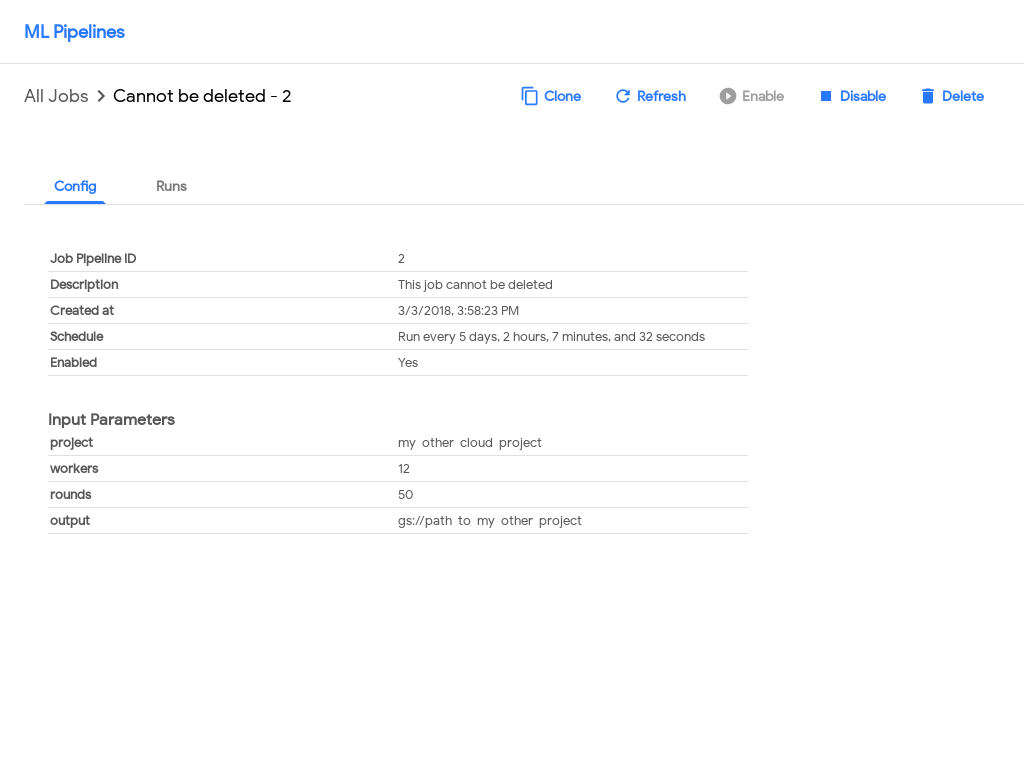 ML Pipelines
All Jobs > Cannot be deleted - 2 Clone Refresh Enable Disable Delete
Config Runs
Job Pipeline ID 2
Description This job cannot be deleted
Created at 3/3/2018, 3:58:23 PM
Schedule Run every 5 days, 2 hours, 7 minutes, and 32 seconds
Enabled Yes
Input Parameters
project my other cloud project
workers 12
rounds 50
output gs://path to my other project